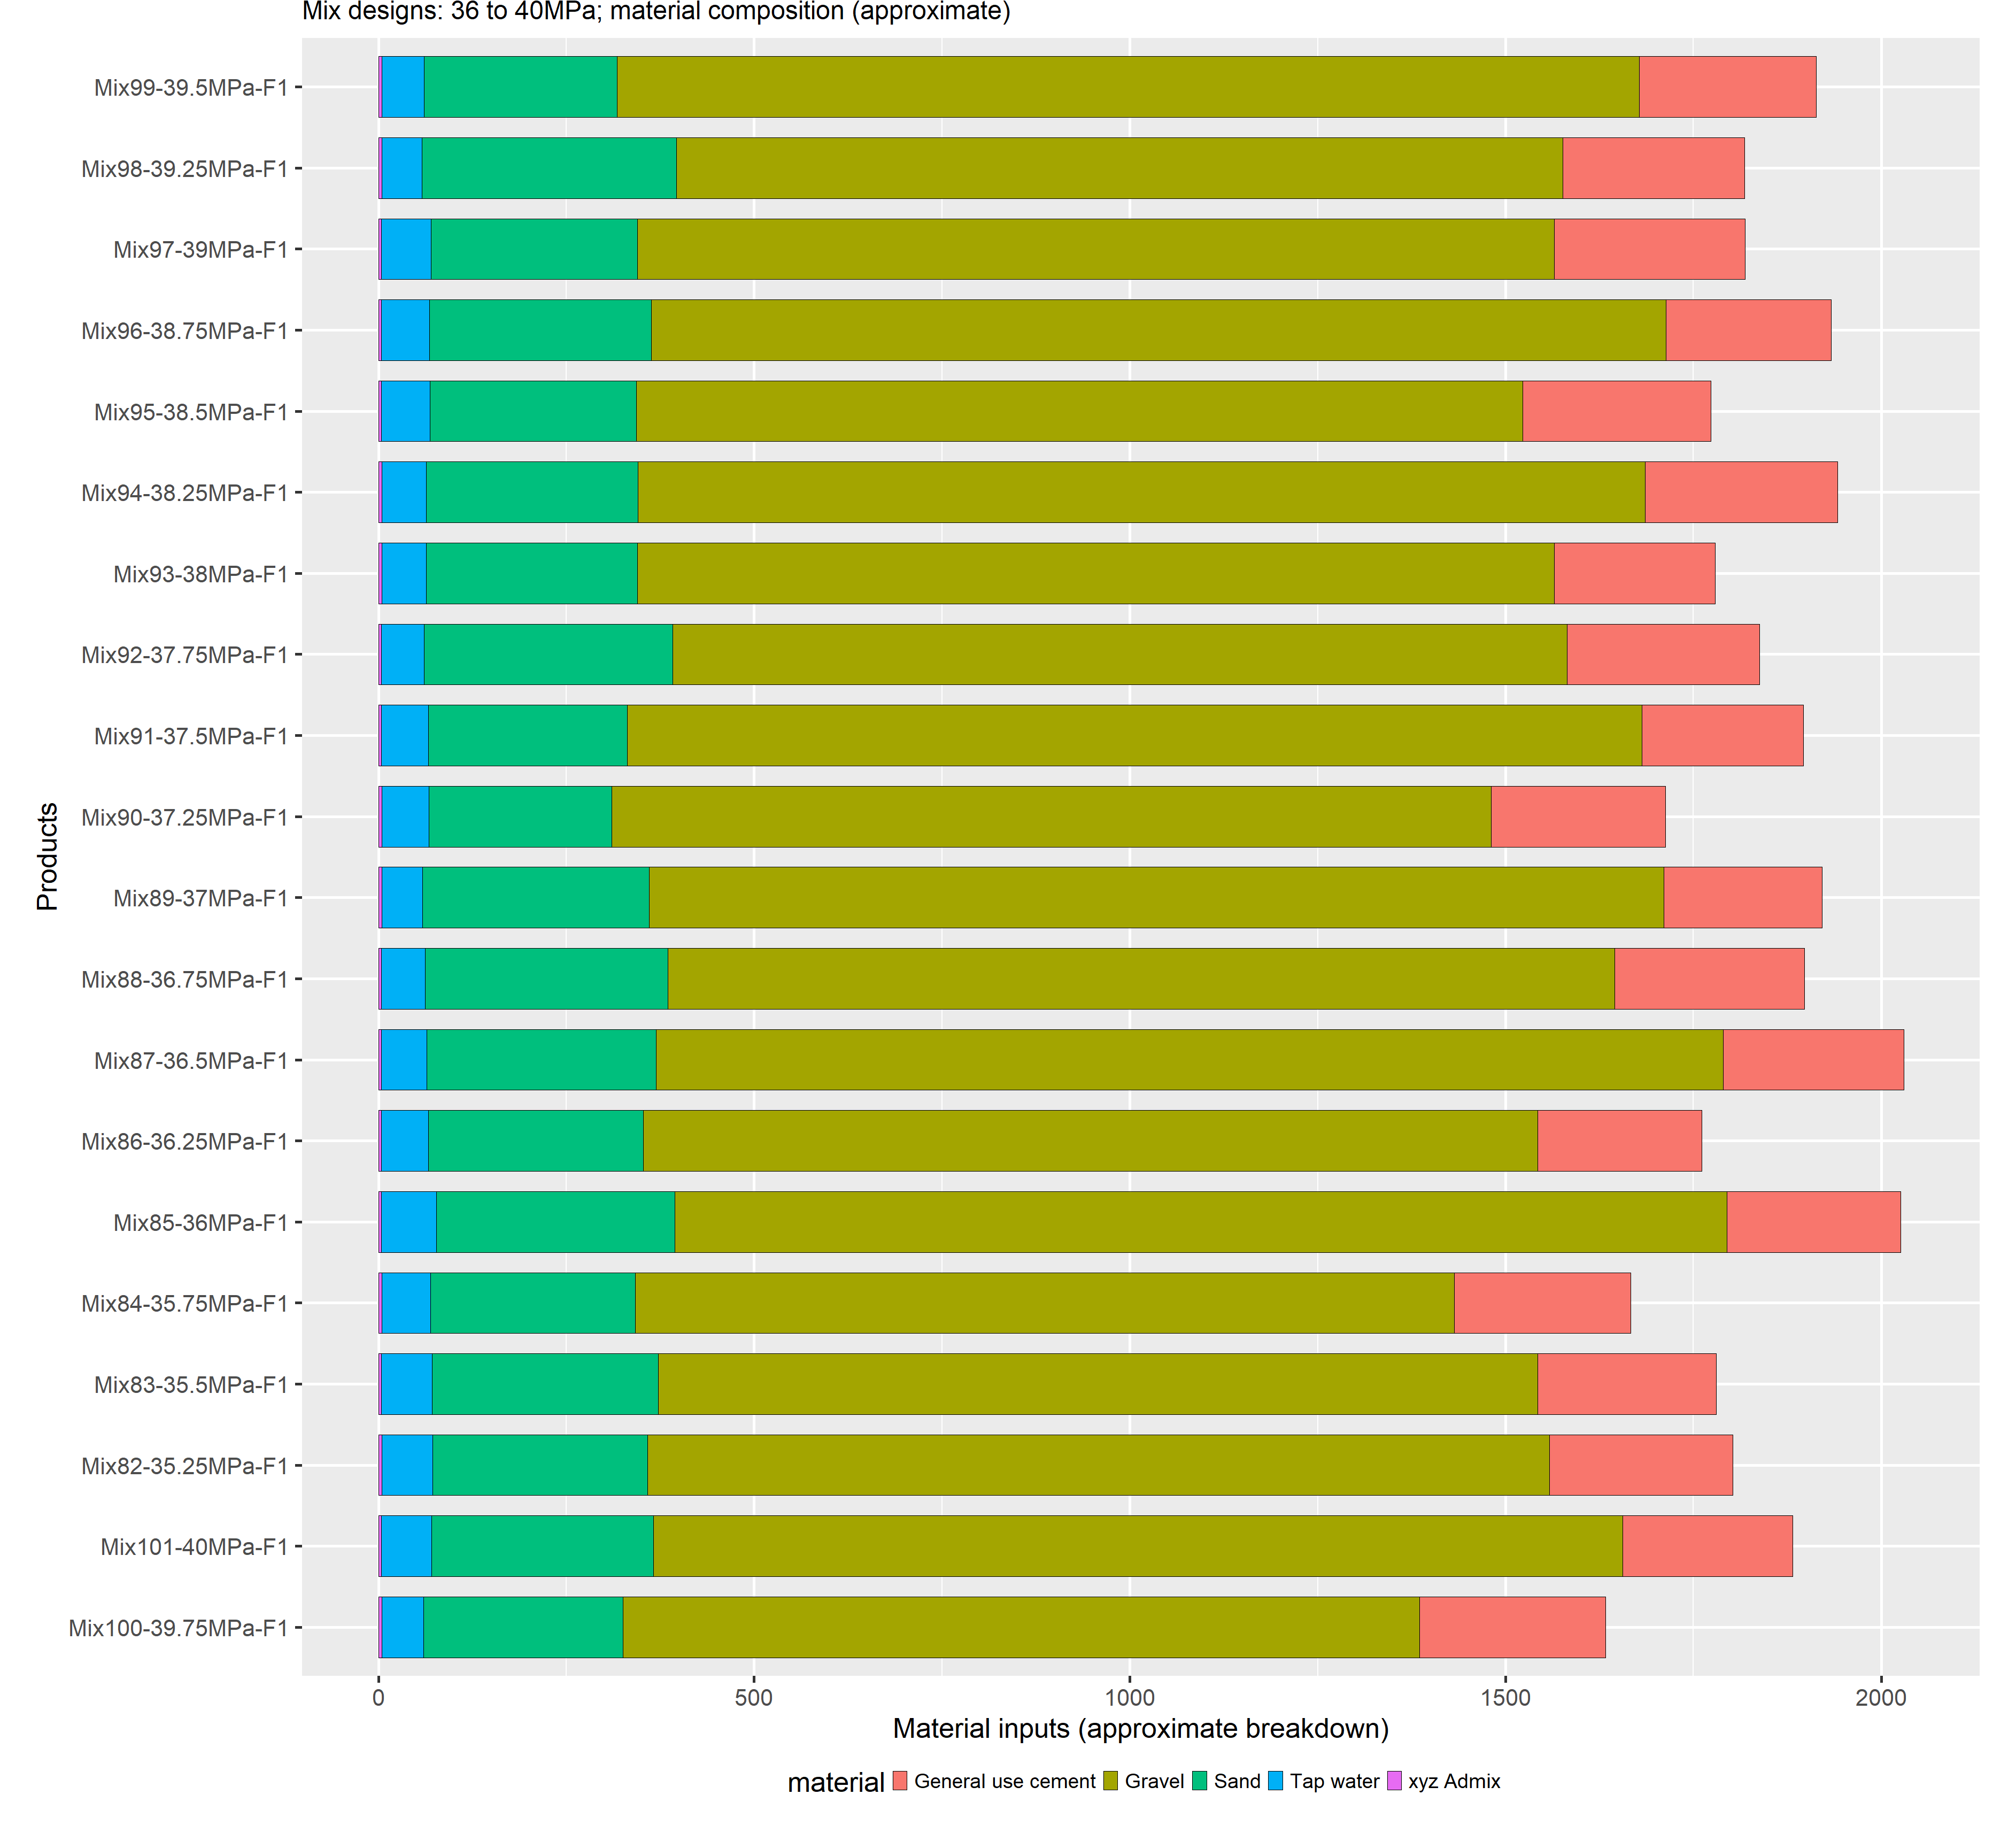 Mix designs: 36 to 40MPa; material composition (approximate)
Mix99-39.5MPa-F1
Mix98-39.25MPa-F1
Mix97-39MPa-F1
Mix96-38.75MPa-F1
Mix95-38.5MPa-F1
Mix94-38.25MPa-F1
Mix93-38MPa-F1
Mix92-37.75MPa-F1
Mix91-37.5MPa-F1
Mix90-37.25MPa-F1
Mix89-37MPa-F1
Mix88-36.75MPa-F1
Mix87-36.5MPa-F1
Mix86-36.25MPa-F1
Mix85-36MPa-F1
Mix84-35.75MPa-F1
Mix83-35.5MPa-F1
Mix82-35.25MPa-F1
Mix101-40MPa-F1
Mix100-39.75MPa-F1
Products
0 500 1000 1500 2000
Material inputs (approximate breakdown)
material General use cement Gravel Sand Tap water xyz Admix